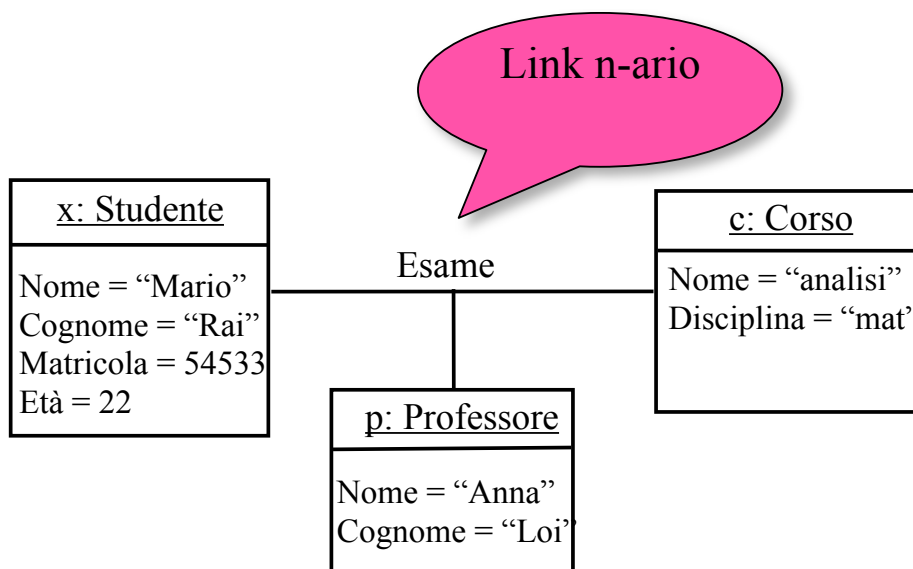 Link n-ario
x: Studente
Nome = “Mario”
Cognome = “Rai”
Matricola = 54533
Età = 22
Esame
c: Corso
Nome = “analisi”
Disciplina = “mat”
p: Professore
Nome = “Anna”
Cognome = “Loi”